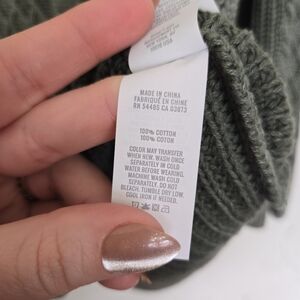 MADE IN CHINA
FABRIQUÉ EN CHINE
RN 54485 CA 03673
100% COTTON
100% COTON
COLOR MAY TRANSFER
WHEN NEW. WASH ONCE
SEPARATELY IN COLD
WATER BEFORE WEARING.
MACHINE WASH COLD
SEPARATELY. DO NOT
BLEACH. TUMBLE DRY LOW.
COOL IRON IF NEEDED.